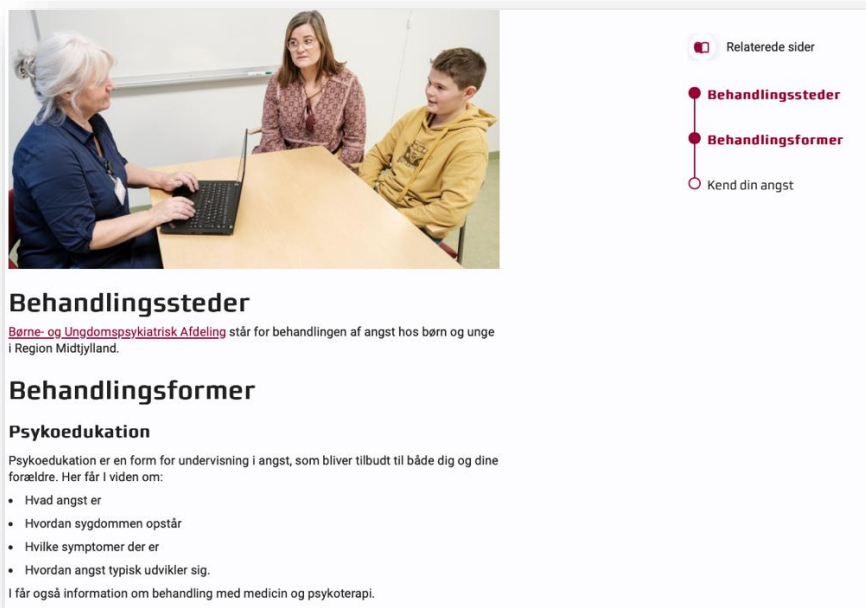 Relaterede sider
Behandlingssteder
Behandlingsformer
Kend din angst
Behandlingssteder
Børne- og Ungdomspsykiatrisk Afdeling står for behandlingen af angst hos børn og unge
i Region Midtjylland.
Behandlingsformer
Psykoedukation
Psykoedukation er en form for undervisning i angst, som bliver tilbudt til både dig og dine
forældre. Her får I viden om:
• Hvad angst er
• Hvordan sygdommen opstår
• Hvilke symptomer der er
• Hvordan angst typisk udvikler sig.
I får også information om behandling med medicin og psykoterapi.